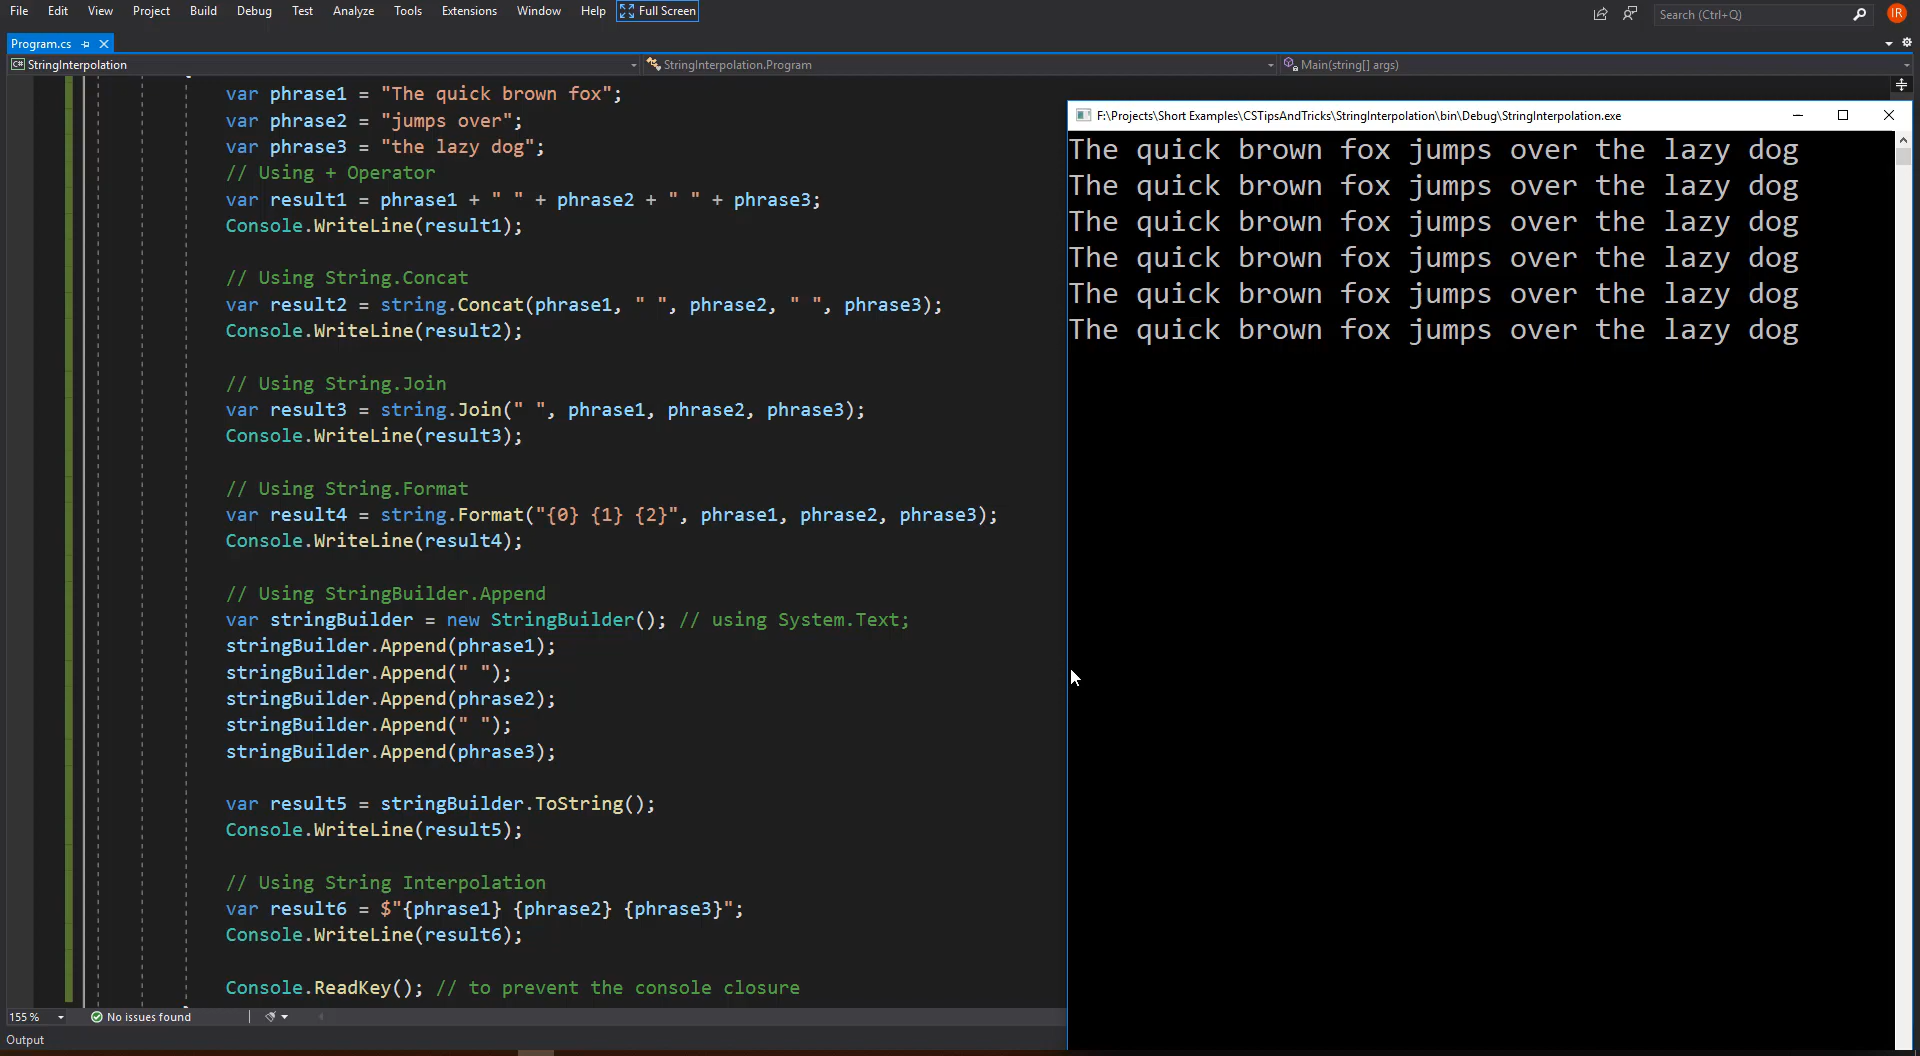 File Edit View Project Build Debug Test Analyze Tools Extensions Window Help Full Screen Search (Ctrl+Q) IR
Program.cs
C# StringInterpolation StringInterpolation.Program Main(string[] args)
var phrase1 = "The quick brown fox";
var phrase2 = "jumps over";
var phrase3 = "the lazy dog";
// Using + Operator
var result1 = phrase1 + " " + phrase2 + " " + phrase3;
Console.WriteLine(result1);
// Using String.Concat
var result2 = string.Concat(phrase1, " ", phrase2, " ", phrase3);
Console.WriteLine(result2);
// Using String.Join
var result3 = string.Join(" ", phrase1, phrase2, phrase3);
Console.WriteLine(result3);
// Using String.Format
var result4 = string.Format("{0} {1} {2}", phrase1, phrase2, phrase3);
Console.WriteLine(result4);
// Using StringBuilder.Append
var stringBuilder = new StringBuilder(); // using System.Text;
stringBuilder.Append(phrase1);
stringBuilder.Append(" ");
stringBuilder.Append(phrase2);
stringBuilder.Append(" ");
stringBuilder.Append(phrase3);
var result5 = stringBuilder.ToString();
Console.WriteLine(result5);
// Using String Interpolation
var result6 = $"{phrase1} {phrase2} {phrase3}";
Console.WriteLine(result6);
Console.ReadKey(); // to prevent the console closure
155 % No issues found
Output
F:\Projects\Short Examples\CSTipsAndTricks\StringInterpolation\bin\Debug\StringInterpolation.exe
The quick brown fox jumps over the lazy dog
The quick brown fox jumps over the lazy dog
The quick brown fox jumps over the lazy dog
The quick brown fox jumps over the lazy dog
The quick brown fox jumps over the lazy dog
The quick brown fox jumps over the lazy dog